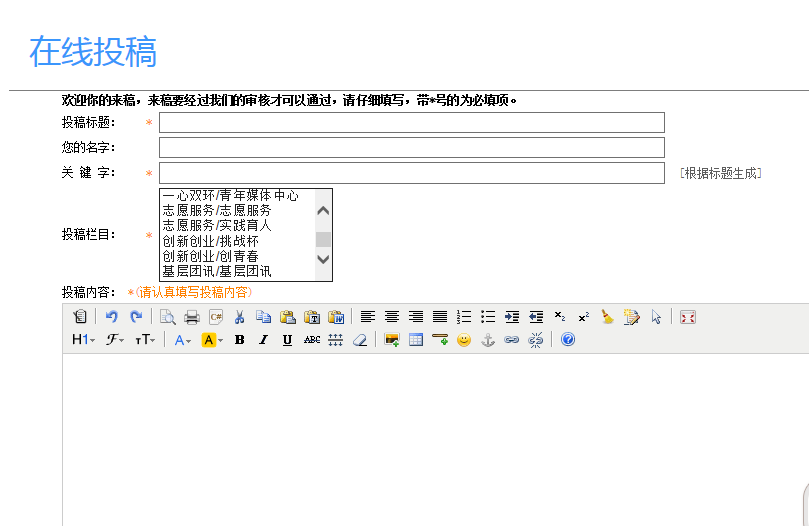 在线投稿
欢迎你的来稿，来稿要经过我们的审核才可以通过，请仔细填写，带*号的为必填项。
投稿标题： *
您的名字：
关 键 字： * [根据标题生成]
投稿栏目： *
一心双环/青年媒体中心
志愿服务/志愿服务
志愿服务/实践育人
创新创业/挑战杯
创新创业/创青春
基层团讯/基层团讯
投稿内容： *(请认真填写投稿内容)